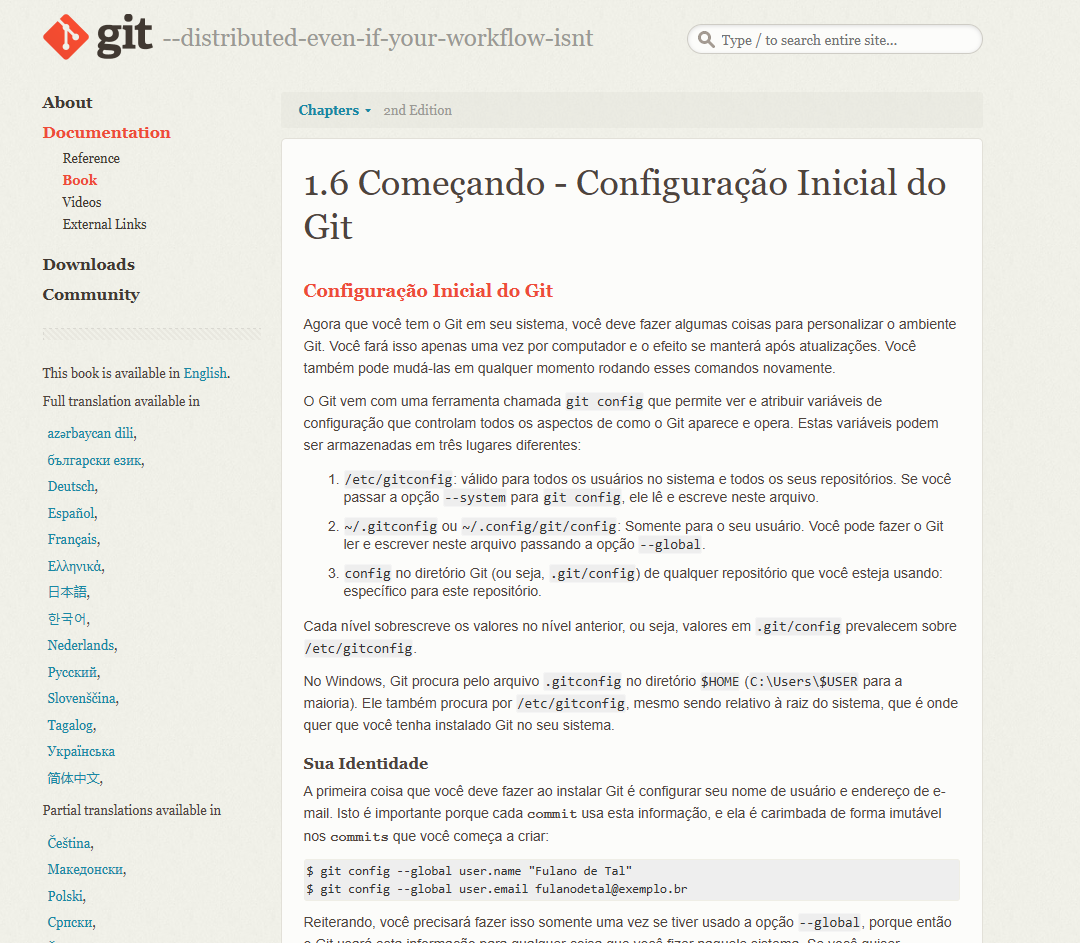 git --distributed-even-if-your-workflow-isnt
Type / to search entire site...
About
Documentation
Reference
Book
Videos
External Links
Downloads
Community
This book is available in English.
Full translation available in
azərbaycan dili,
български език,
Deutsch,
Español,
Français,
Ελληνικά,
日本語,
한국어,
Nederlands,
Русский,
Slovenščina,
Tagalog,
Українська
简体中文,
Partial translations available in
Čeština,
Македонски,
Polski,
Српски,
Chapters 2nd Edition
1.6 Começando - Configuração Inicial do
Git
Configuração Inicial do Git
Agora que você tem o Git em seu sistema, você deve fazer algumas coisas para personalizar o ambiente
Git. Você fará isso apenas uma vez por computador e o efeito se manterá após atualizações. Você
também pode mudá-las em qualquer momento rodando esses comandos novamente.
O Git vem com uma ferramenta chamada git config que permite ver e atribuir variáveis de
configuração que controlam todos os aspectos de como o Git aparece e opera. Estas variáveis podem
ser armazenadas em três lugares diferentes:
1. /etc/gitconfig: válido para todos os usuários no sistema e todos os seus repositórios. Se você
passar a opção --system para git config, ele lê e escreve neste arquivo.
2. ~/.gitconfig ou ~/.config/git/config: Somente para o seu usuário. Você pode fazer o Git
ler e escrever neste arquivo passando a opção --global.
3. config no diretório Git (ou seja, .git/config) de qualquer repositório que você esteja usando:
específico para este repositório.
Cada nível sobrescreve os valores no nível anterior, ou seja, valores em .git/config prevalecem sobre
/etc/gitconfig.
No Windows, Git procura pelo arquivo .gitconfig no diretório $HOME (C:\Users\$USER para a
maioria). Ele também procura por /etc/gitconfig, mesmo sendo relativo à raiz do sistema, que é onde
quer que você tenha instalado Git no seu sistema.
Sua Identidade
A primeira coisa que você deve fazer ao instalar Git é configurar seu nome de usuário e endereço de e-
mail. Isto é importante porque cada commit usa esta informação, e ela é carimbada de forma imutável
nos commits que você começa a criar:
$ git config --global user.name "Fulano de Tal"
$ git config --global user.email fulanodetal@exemplo.br
Reiterando, você precisará fazer isso somente uma vez se tiver usado a opção --global, porque então
o Git usará esta informação para qualquer coisa que você fizer naquele sistema. Se você quiser